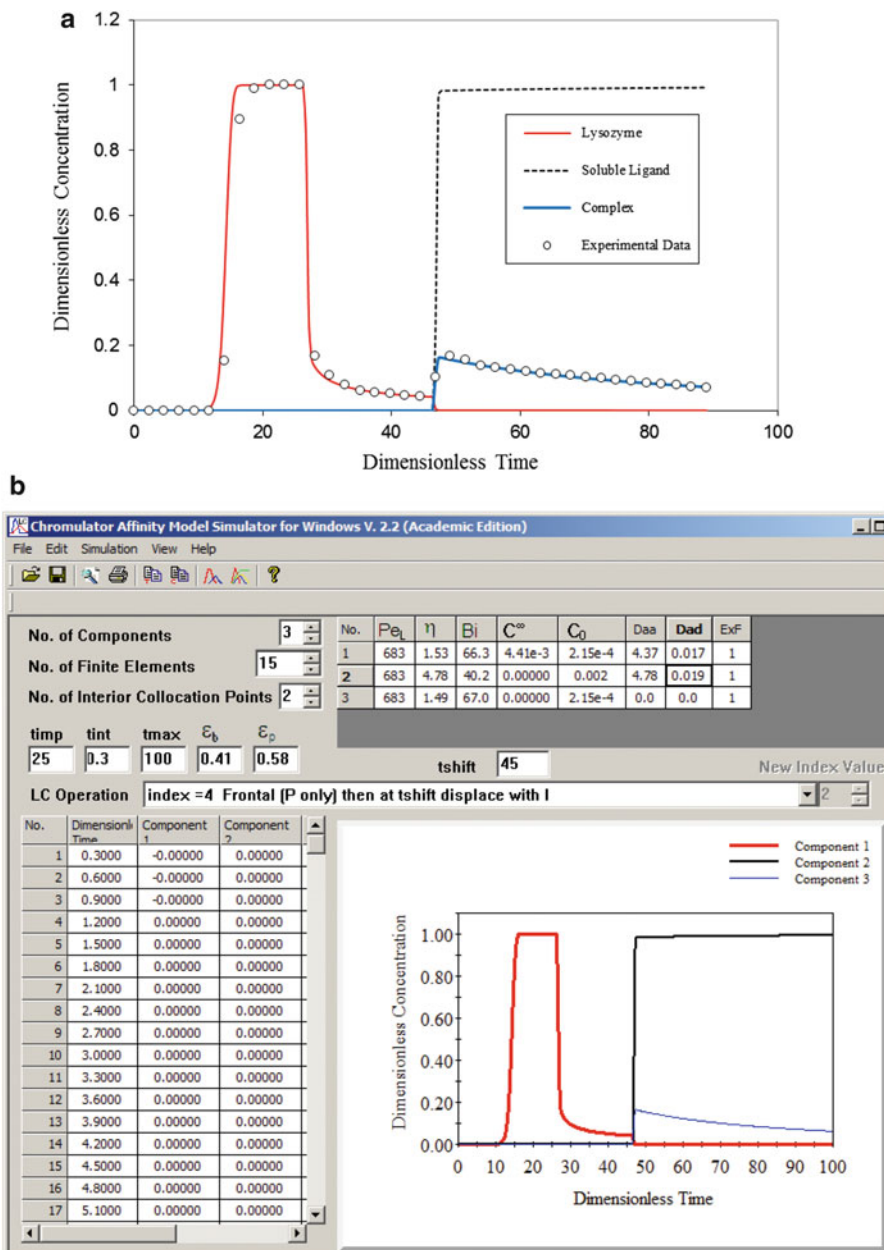 a
1.2
1
0.8
0.6
0.4
0.2
0
Dimensionless Concentration
Lysozyme
Soluble Ligand
Complex
Experimental Data
0 20 40 60 80 100
Dimensionless Time
b
Chromulator Affinity Model Simulator for Windows V. 2.2 (Academic Edition)
File Edit Simulation View Help
No. of Components 3
No. of Finite Elements 15
No. of Interior Collocation Points 2
No. PeL η Bi C∞ C0 Daa Dad ExF
1 683 1.53 66.3 4.41e-3 2.15e-4 4.37 0.017 1
2 683 4.78 40.2 0.00000 0.002 4.78 0.019 1
3 683 1.49 67.0 0.00000 2.15e-4 0.0 0.0 1
timp tint tmax εb εp
25 0.3 100 0.41 0.58
tshift 45
New Index Value
LC Operation index =4 Frontal (P only) then at tshift displace with I 2
No. Dimensionl Time Component 1 Component 2
1 0.3000 -0.00000 0.00000
2 0.6000 -0.00000 0.00000
3 0.9000 -0.00000 0.00000
4 1.2000 0.00000 0.00000
5 1.5000 0.00000 0.00000
6 1.8000 0.00000 0.00000
7 2.1000 0.00000 0.00000
8 2.4000 0.00000 0.00000
9 2.7000 0.00000 0.00000
10 3.0000 0.00000 0.00000
11 3.3000 0.00000 0.00000
12 3.6000 0.00000 0.00000
13 3.9000 0.00000 0.00000
14 4.2000 0.00000 0.00000
15 4.5000 0.00000 0.00000
16 4.8000 0.00000 0.00000
17 5.1000 0.00000 0.00000
Component 1
Component 2
Component 3
1.00
0.80
0.60
0.40
0.20
0.00
Dimensionless Concentration
0 10 20 30 40 50 60 70 80 90 100
Dimensionless Time